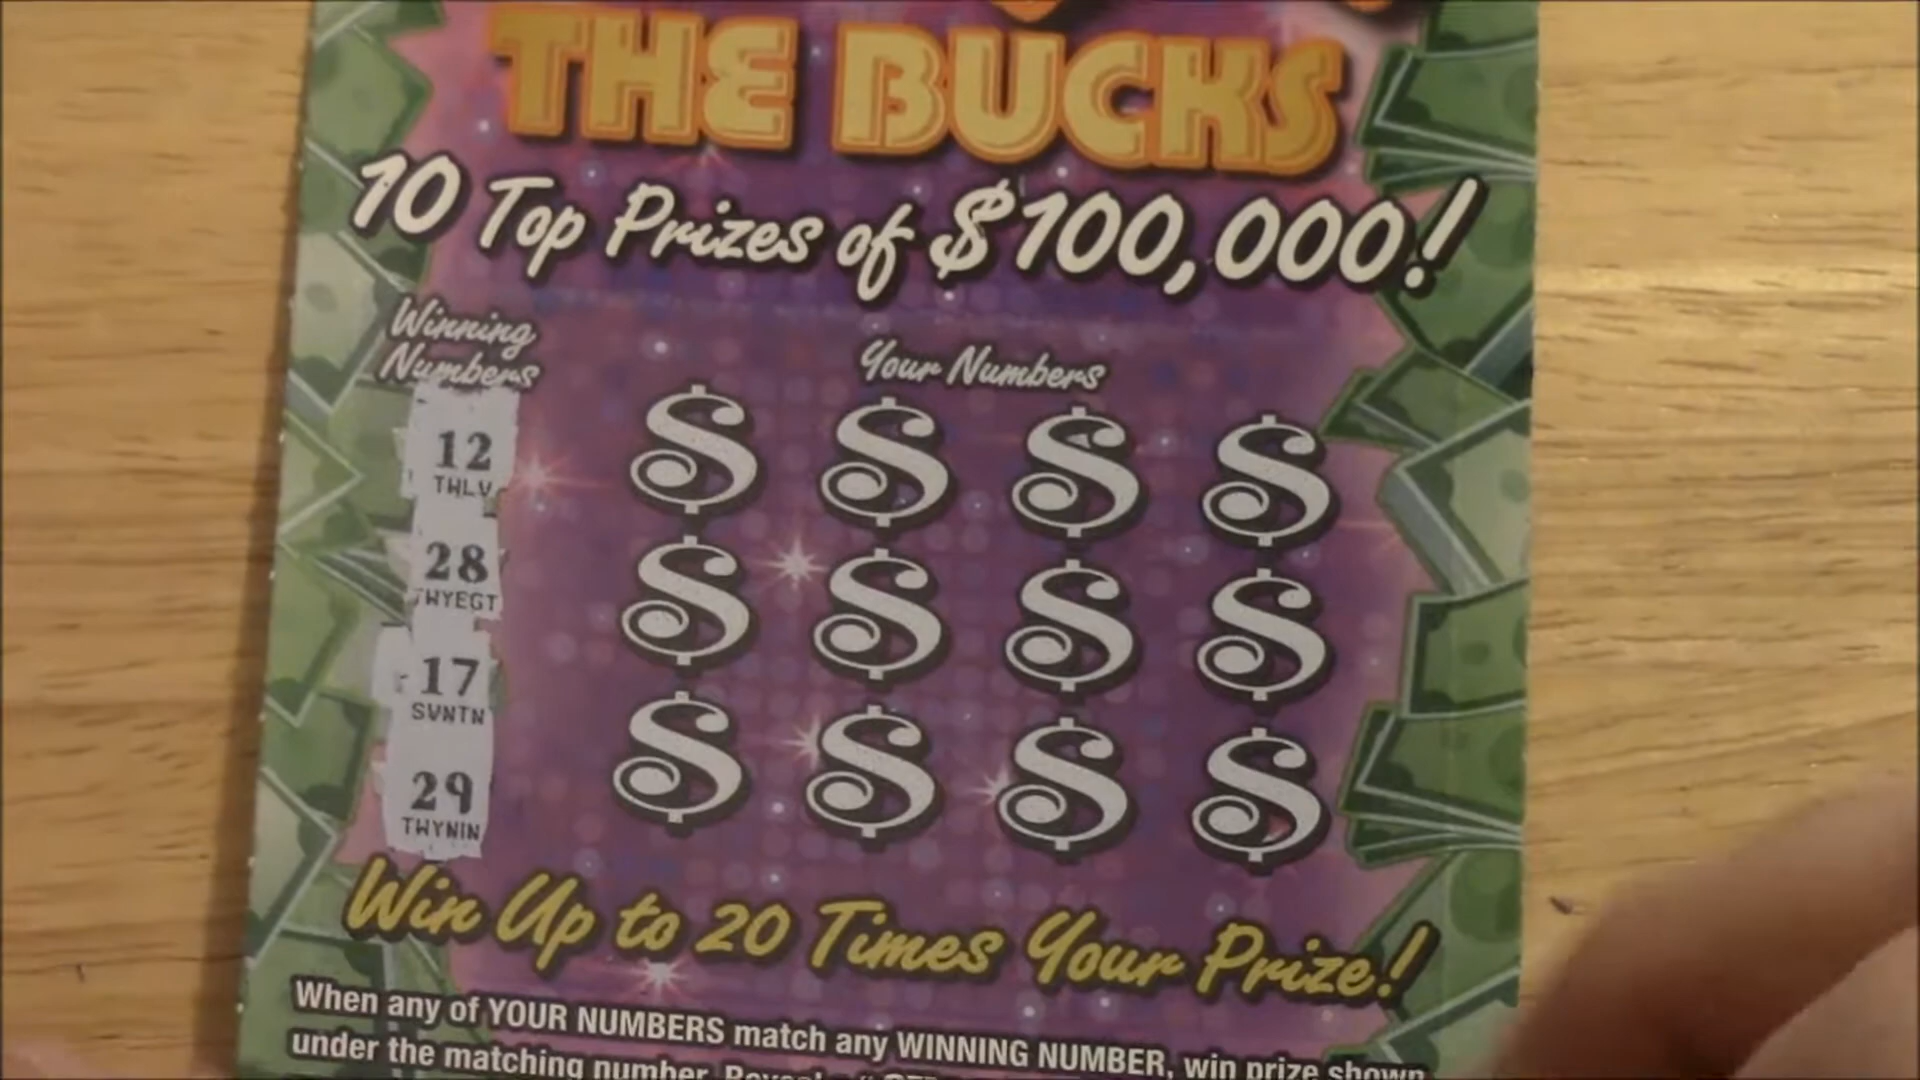 THE BUCKS
10 Top Prizes of $100,000!
Winning
Numbers
Your Numbers
12
THLV
28
TWYEGT
17
SVNTN
29
TWYNIN
$ $ $ $
$ $ $ $
$ $ $ $
Win Up to 20 Times Your Prize!
When any of YOUR NUMBERS match any WINNING NUMBER, win prize shown
under the matching number.